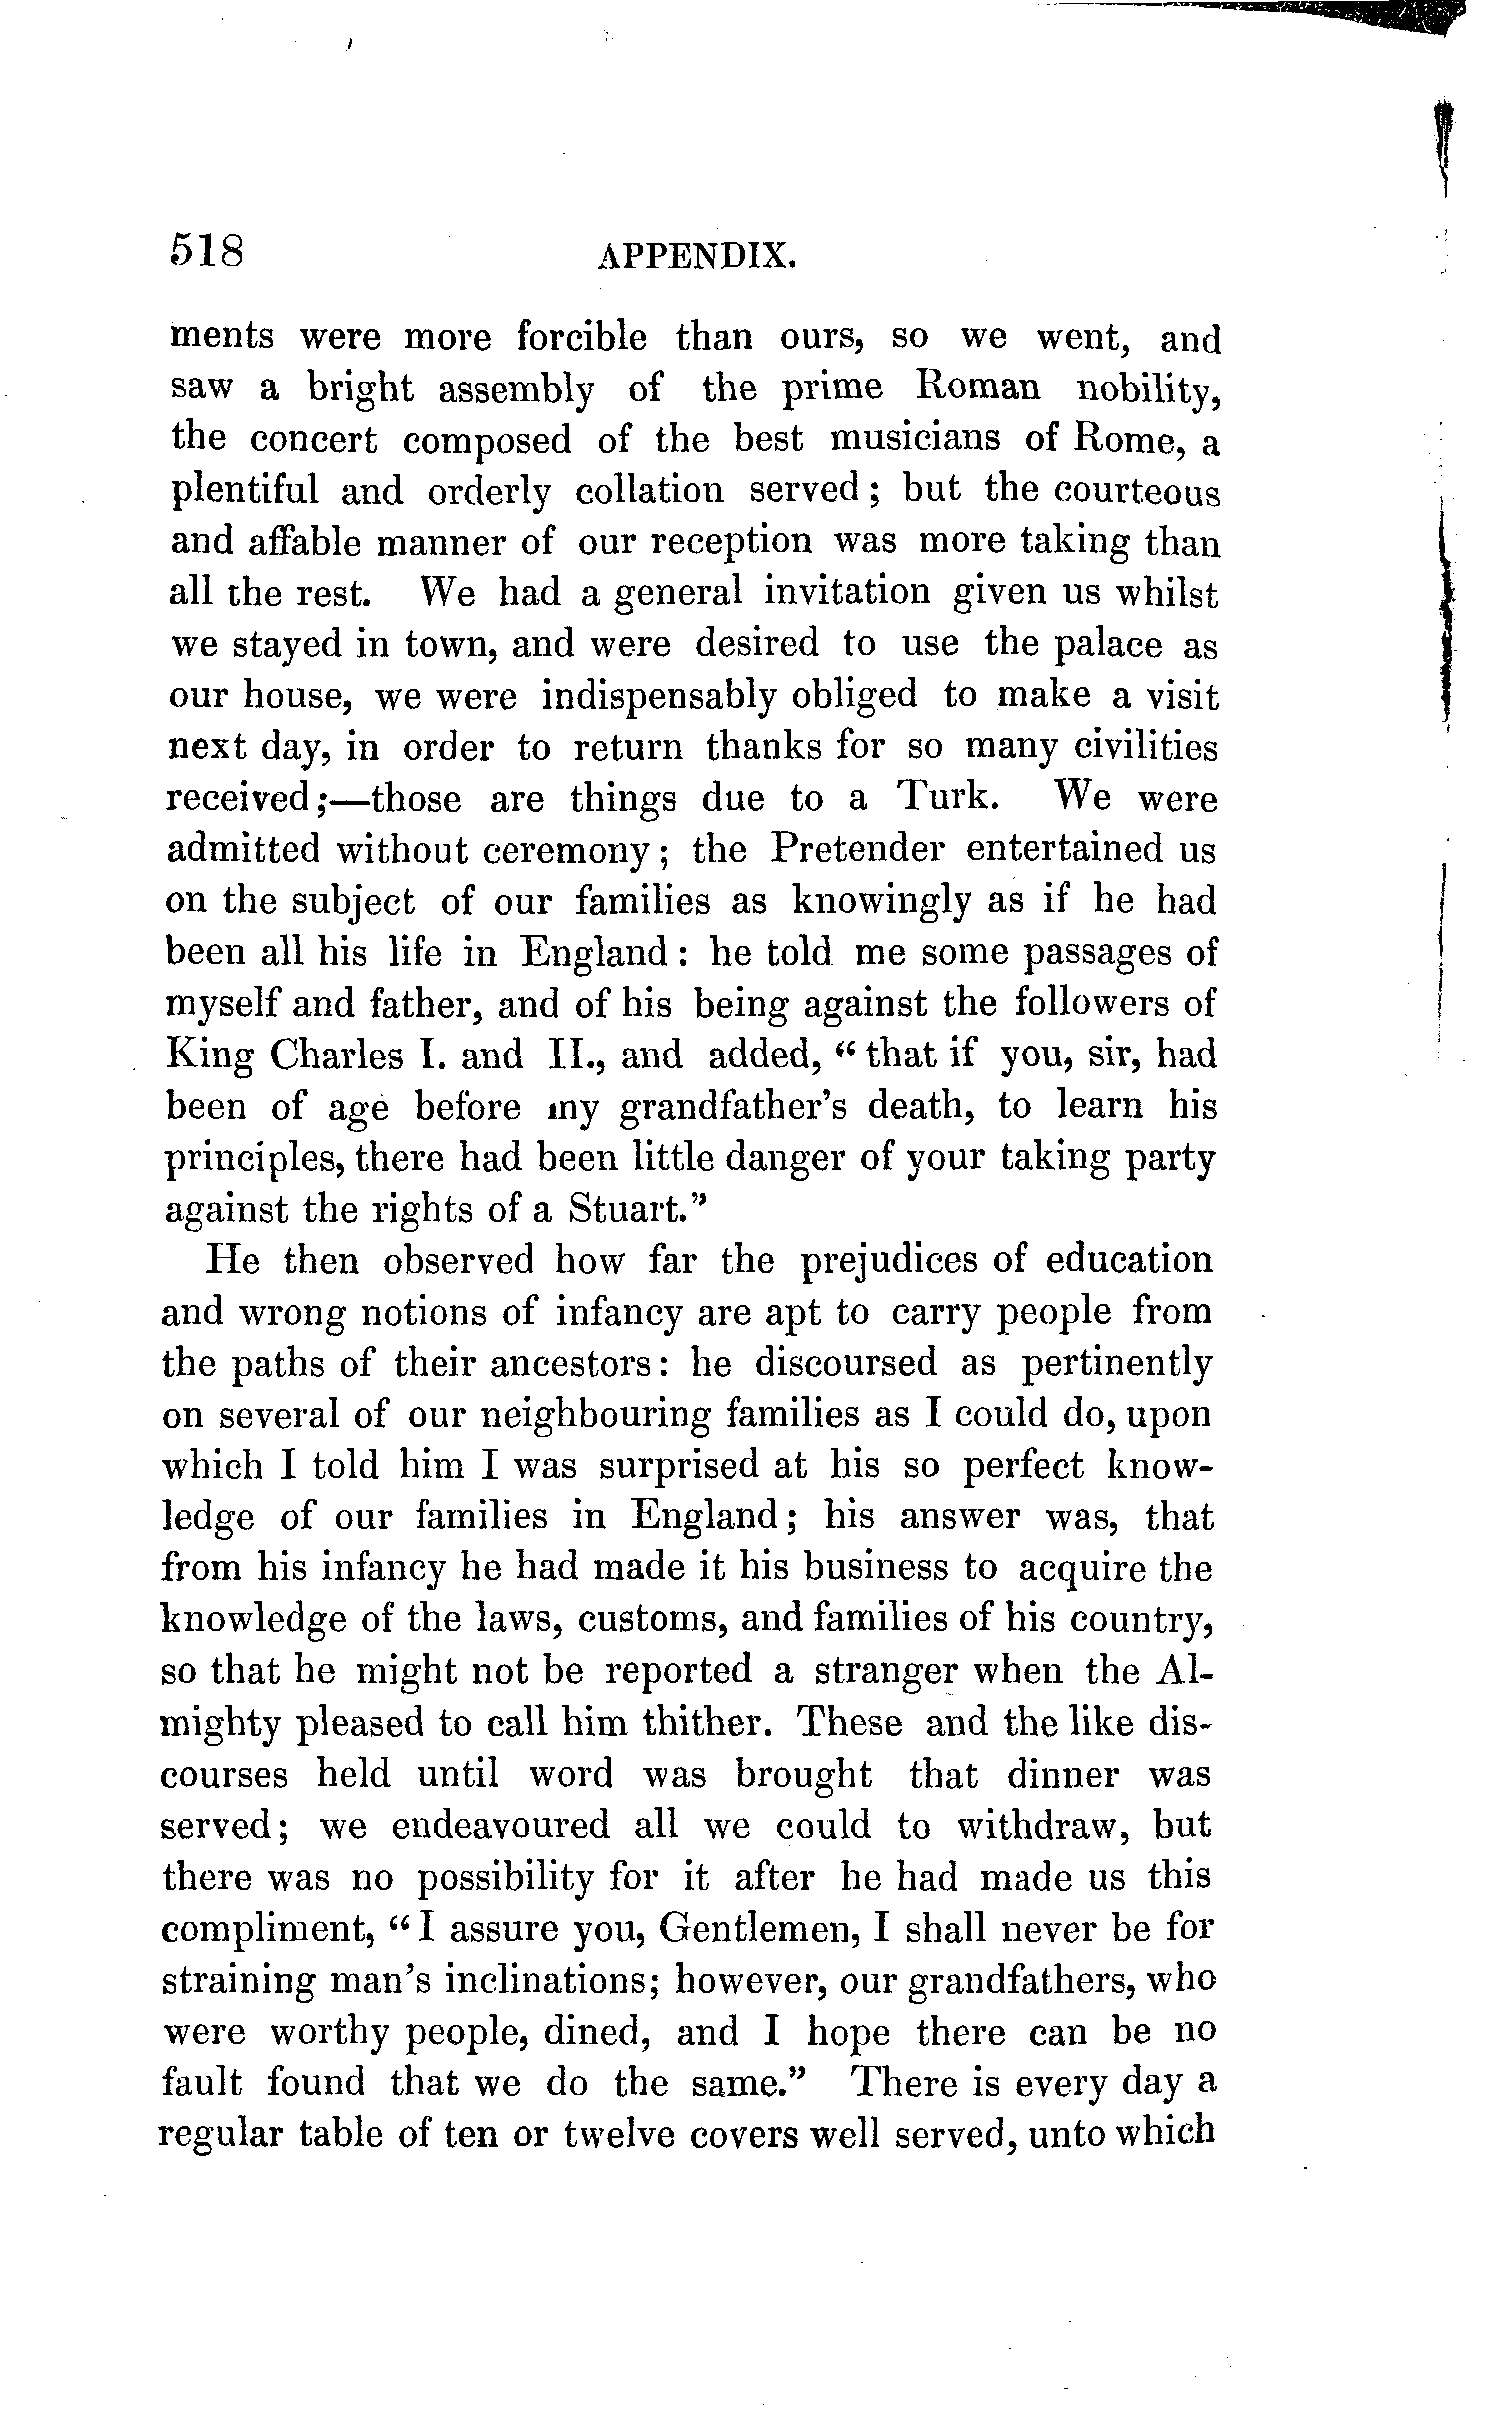 518 APPENDIX.
ments were more forcible than ours, so we went, and
saw a bright assembly of the prime Roman nobility,
the concert composed of the best musicians of Rome, a
plentiful and orderly collation served; but the courteous
and affable manner of our reception was more taking than
all the rest. We had a general invitation given us whilst
we stayed in town, and were desired to use the palace as
our house, we were indispensably obliged to make a visit
next day, in order to return thanks for so many civilities
received;—those are things due to a Turk. We were
admitted without ceremony; the Pretender entertained us
on the subject of our families as knowingly as if he had
been all his life in England: he told me some passages of
myself and father, and of his being against the followers of
King Charles I. and II., and added, “that if you, sir, had
been of age before my grandfather's death, to learn his
principles, there had been little danger of your taking party
against the rights of a Stuart.”
He then observed how far the prejudices of education
and wrong notions of infancy are apt to carry people from
the paths of their ancestors: he discoursed as pertinently
on several of our neighbouring families as I could do, upon
which I told him I was surprised at his so perfect know-
ledge of our families in England; his answer was, that
from his infancy he had made it his business to acquire the
knowledge of the laws, customs, and families of his country,
so that he might not be reported a stranger when the Al-
mighty pleased to call him thither. These and the like dis-
courses held until word was brought that dinner was
served; we endeavoured all we could to withdraw, but
there was no possibility for it after he had made us this
compliment, “I assure you, Gentlemen, I shall never be for
straining man's inclinations; however, our grandfathers, who
were worthy people, dined, and I hope there can be no
fault found that we do the same.” There is every day a
regular table of ten or twelve covers well served, unto which